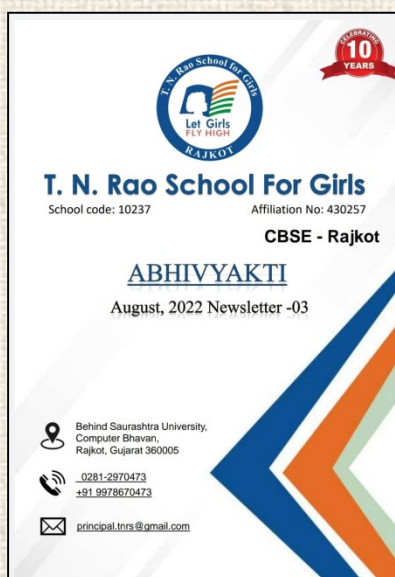 CELEBRATING
10
YEARS
T. N. Rao School for Girls
Let Girls
FLY HIGH
RAJKOT
T. N. Rao School For Girls
School code: 10237 Affiliation No: 430257
CBSE - Rajkot
ABHIVYAKTI
August, 2022 Newsletter -03
Behind Saurashtra University,
Computer Bhavan,
Rajkot, Gujarat 360005
0281-2970473
+91 9978670473
principal.tnrs@gmail.com